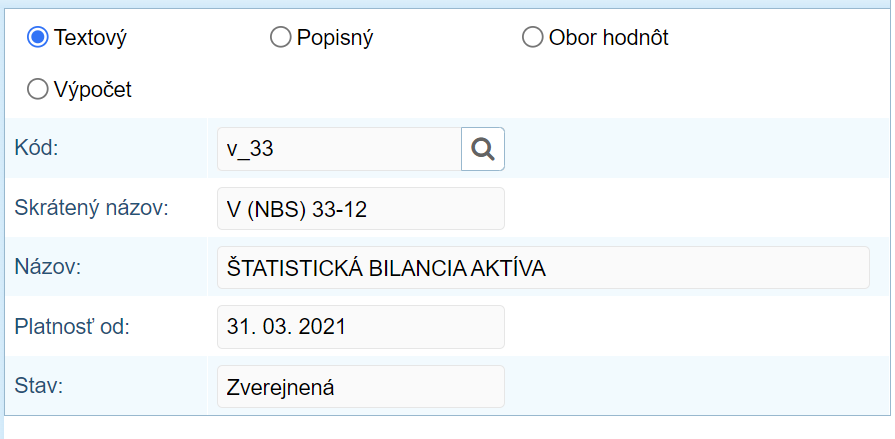 Textový Popisný Obor hodnôt
Výpočet
Kód: v_33
Skrátený názov: V (NBS) 33-12
Názov: ŠTATISTICKÁ BILANCIA AKTÍVA
Platnosť od: 31. 03. 2021
Stav: Zverejnená